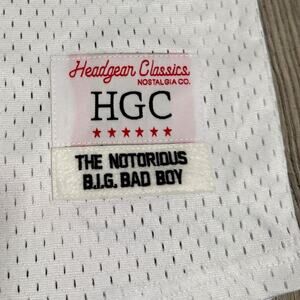 Headgear Classics
NOSTALGIA CO.
HGC
THE NOTORIOUS
B.I.G. BAD BOY